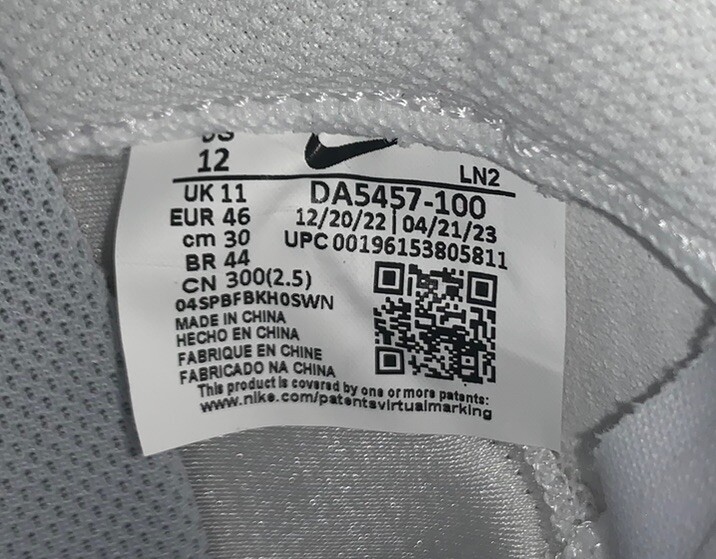 US
12
LN2
UK 11
DA5457-100
EUR 46
12/20/22 | 04/21/23
cm 30
UPC 00196153805811
BR 44
CN 300(2.5)
04SPBFBKH0SWN
MADE IN CHINA
HECHO EN CHINA
FABRIQUE EN CHINE
FABRICADO NA CHINA
This product is covered by one or more patents:
www.nike.com/patentsvirtualmarking